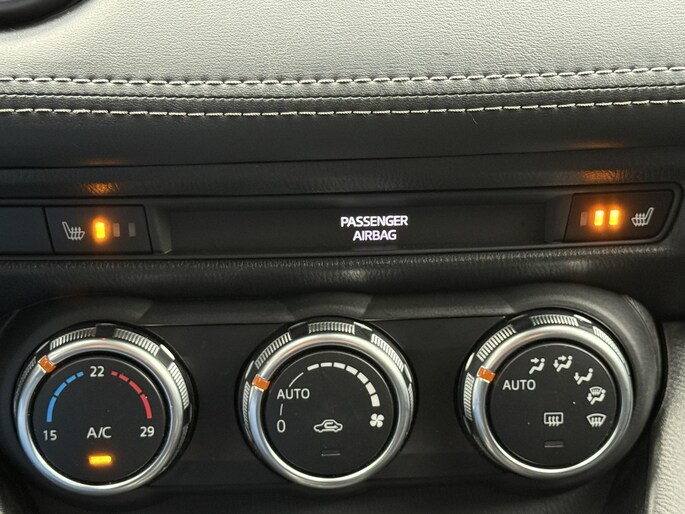 PASSENGER
AIRBAG
22
15
A/C
29
AUTO
0
AUTO